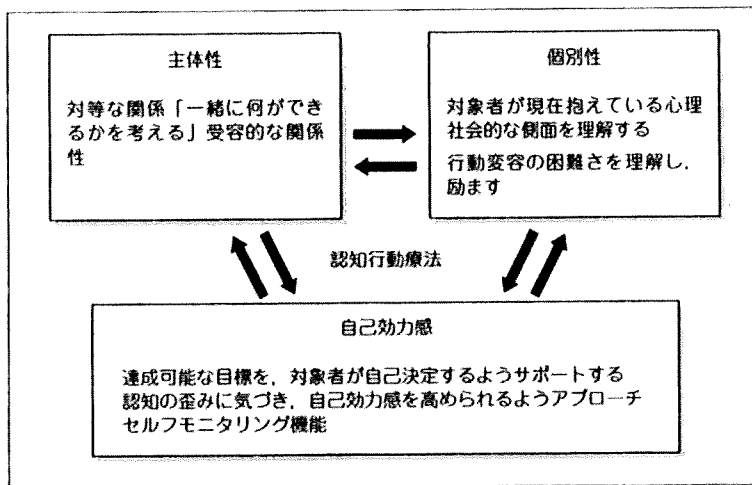 主体性
対等な関係「一緒に何ができ
るかを考える」受容的な関係
性
個別性
対象者が現在抱えている心理
社会的な側面を理解する
行動変容の困難さを理解し,
励ます
認知行動療法
自己効力感
達成可能な目標を,対象者が自己決定するようサポートする
認知の歪みに気づき,自己効力感を高められるようアプローチ
セルフモニタリング機能